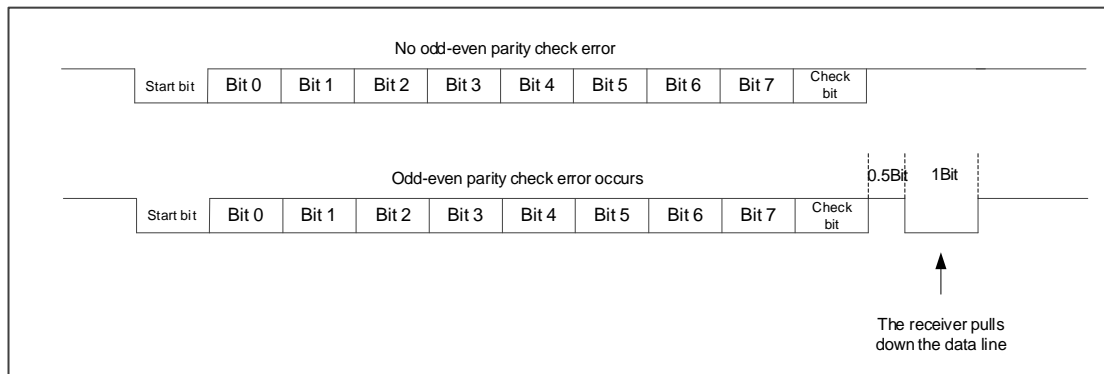 No odd-even parity check error
Start bit Bit 0 Bit 1 Bit 2 Bit 3 Bit 4 Bit 5 Bit 6 Bit 7 Check bit
0.5Bit 1Bit
Odd-even parity check error occurs
Start bit Bit 0 Bit 1 Bit 2 Bit 3 Bit 4 Bit 5 Bit 6 Bit 7 Check bit
The receiver pulls
down the data line